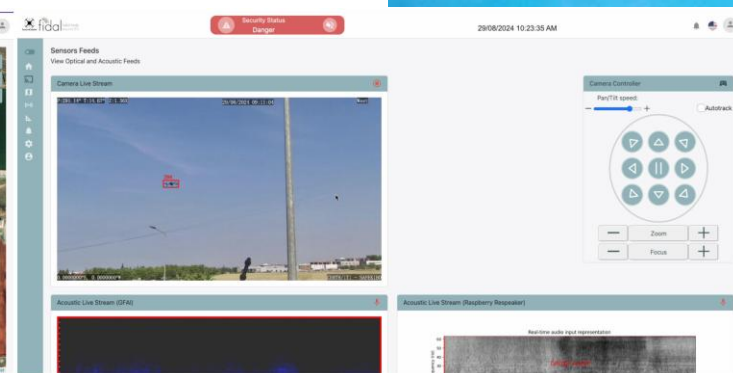 fidal
Security Status
Danger
29/08/2024 10:23:35 AM
Sensors Feeds
View Optical and Acoustic Feeds
Camera Live Stream
Camera Controller
Pan/Tilt speed:
Autotrack
Zoom
Focus
Acoustic Live Stream (QFAI)
Acoustic Live Stream (Raspberry Respeaker)
Real-time audio input representation